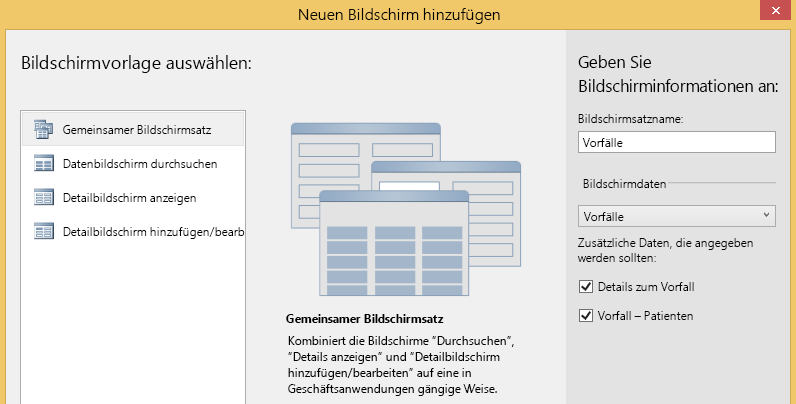 Neuen Bildschirm hinzufügen
Bildschirmvorlage auswählen:
Gemeinsamer Bildschirmsatz
Datenbildschirm durchsuchen
Detailbildschirm anzeigen
Detailbildschirm hinzufügen/bearb
Gemeinsamer Bildschirmsatz
Kombiniert die Bildschirme "Durchsuchen",
"Details anzeigen" und "Detailbildschirm
hinzufügen/bearbeiten" auf eine in
Geschäftsanwendungen gängige Weise.
Geben Sie
Bildschirminformationen an:
Bildschirmsatzname:
Vorfälle
Bildschirmdaten
Vorfälle
Zusätzliche Daten, die angegeben
werden sollten:
Details zum Vorfall
Vorfall – Patienten